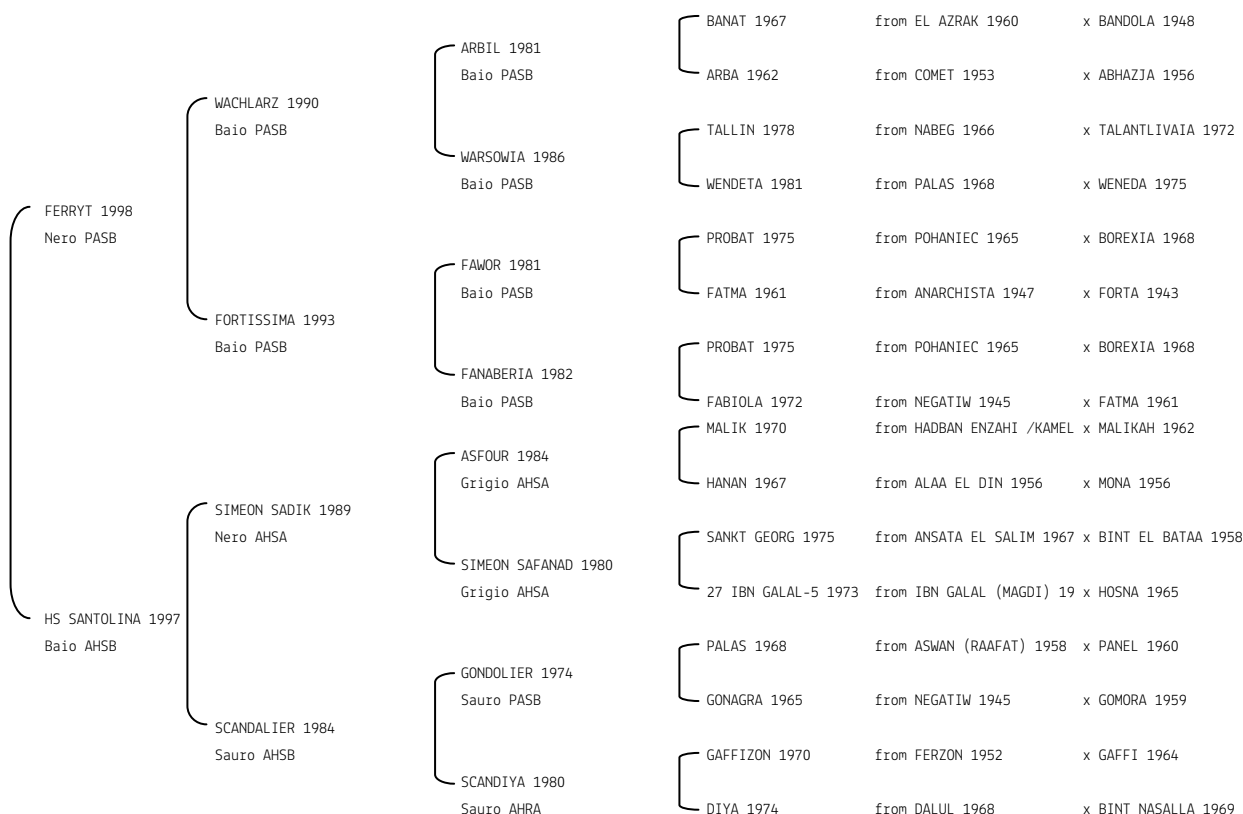 BANAT 1967 from EL AZRAK 1960 x BANDOLA 1948
ARBIL 1981
Baio PASB
ARBA 1962 from COMET 1953 x ABHAZJA 1956
WACHLARZ 1990
Baio PASB
TALLIN 1978 from NABEG 1966 x TALANTLIVAIA 1972
WARSOWIA 1986
Baio PASB
WENDETA 1981 from PALAS 1968 x WENEDA 1975
FERRYT 1998
Nero PASB
PROBAT 1975 from POHANIEC 1965 x BOREXIA 1968
FAWOR 1981
Baio PASB
FATMA 1961 from ANARCHISTA 1947 x FORTA 1943
FORTISSIMA 1993
Baio PASB
PROBAT 1975 from POHANIEC 1965 x BOREXIA 1968
FANABERIA 1982
Baio PASB
FABIOLA 1972 from NEGATIW 1945 x FATMA 1961
MALIK 1970 from HADBAN ENZAHI /KAMEL x MALIKAH 1962
ASFOUR 1984
Grigio AHSA
HANAN 1967 from ALAA EL DIN 1956 x MONA 1956
SIMEON SADIK 1989
Nero AHSA
SANKT GEORG 1975 from ANSATA EL SALIM 1967 x BINT EL BATAA 1958
SIMEON SAFANAD 1980
Grigio AHSA
27 IBN GALAL-5 1973 from IBN GALAL (MAGDI) 19 x HOSNA 1965
HS SANTOLINA 1997
Baio AHSB
PALAS 1968 from ASWAN (RAAFAT) 1958 x PANEL 1960
GONDOLIER 1974
Sauro PASB
GONAGRA 1965 from NEGATIW 1945 x GOMORA 1959
SCANDALIER 1984
Sauro AHSB
GAFFIZON 1970 from FERZON 1952 x GAFFI 1964
SCANDIYA 1980
Sauro AHRA
DIYA 1974 from DALUL 1968 x BINT NASALLA 1969